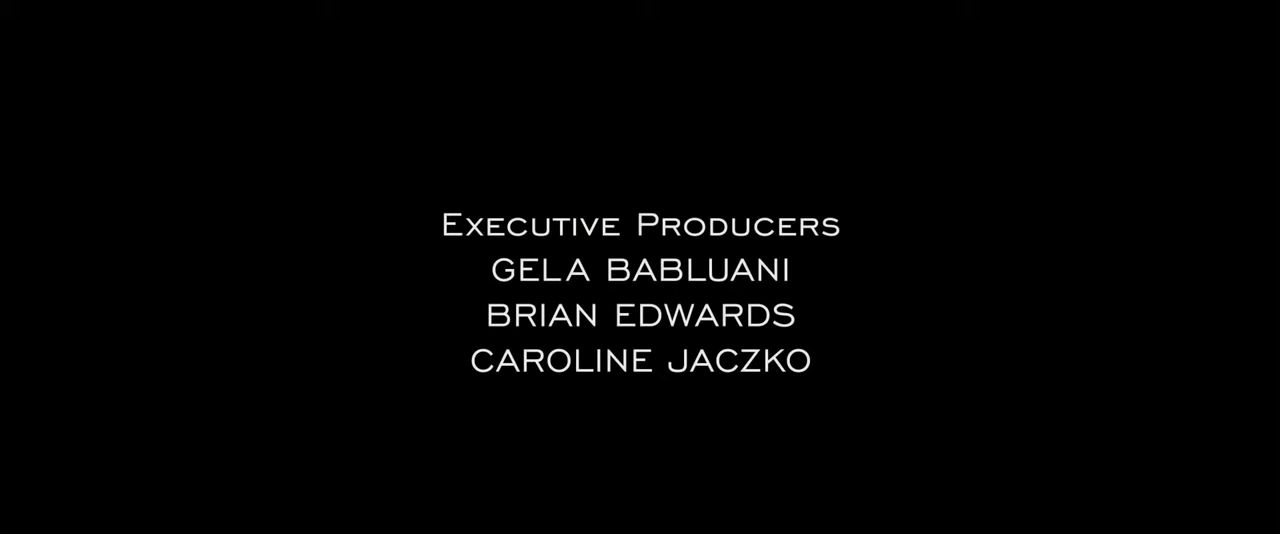 Executive Producers
GELA BABLUANI
BRIAN EDWARDS
CAROLINE JACZKO